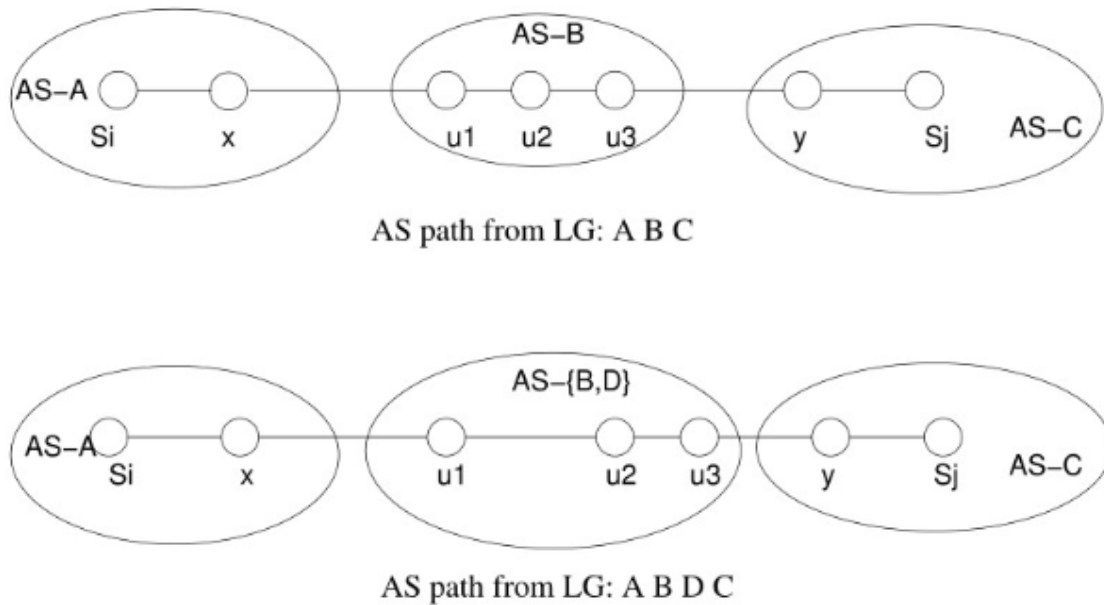 AS-B
AS-A
Si x u1 u2 u3 y Sj AS-C
AS path from LG: A B C
AS-{B,D}
AS-A
Si x u1 u2 u3 y Sj AS-C
AS path from LG: A B D C